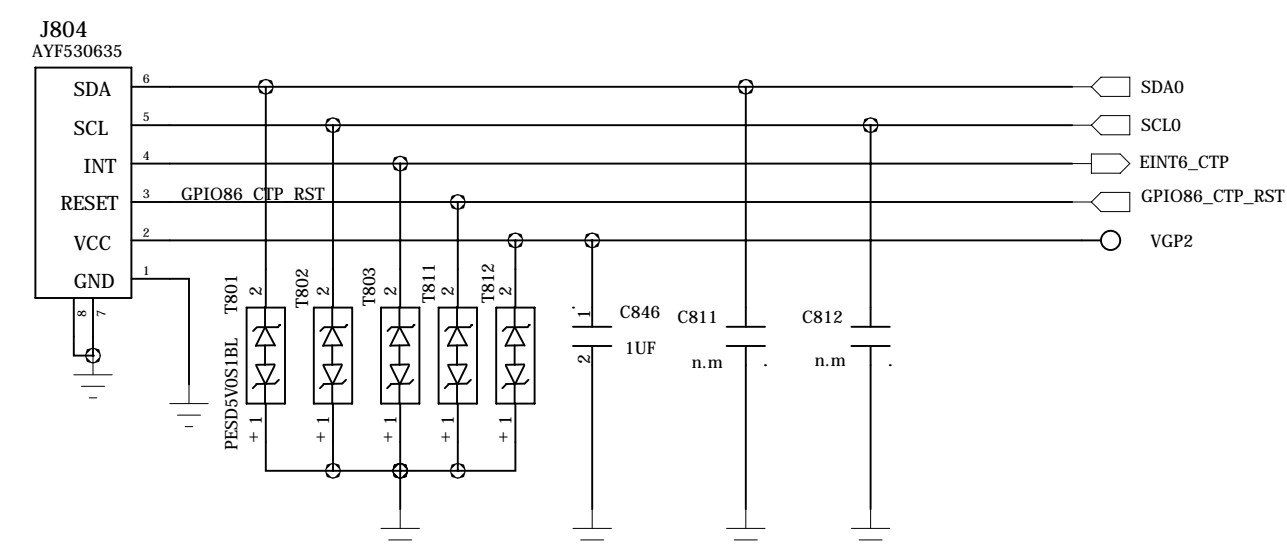 J804
AYF530635
SDA 6 SDA0
SCL 5 SCL0
INT 4 EINT6_CTP
RESET 3 GPIO86_CTP_RST GPIO86_CTP_RST
VCC 2 VGP2
GND 1
8 7
T801 2
T802 2
T803 2
T811 2
T812 2
PESD5V0S1BL
+ 1
+ 1
+ 1
+ 1
+ 1
1 C846
2 1UF
C811
n.m .
C812
n.m .